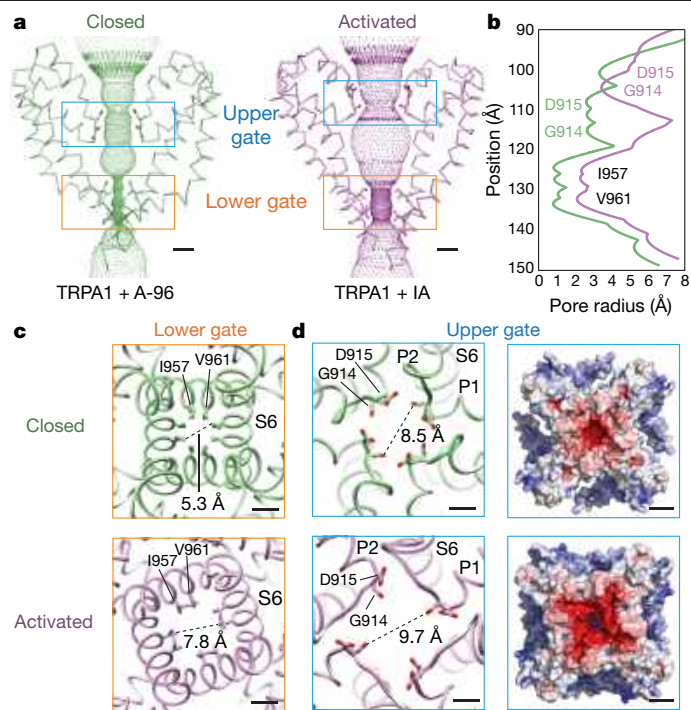 a
Closed
Activated
Upper
gate
Lower gate
TRPA1 + A-96
TRPA1 + IA
b
90
100
110
120
130
140
150
Position (Å)
D915
G914
D915
G914
I957
V961
0 1 2 3 4 5 6 7 8
Pore radius (Å)
c
Lower gate
d
Upper gate
Closed
I957
V961
S6
5.3 Å
D915
G914
P2
S6
P1
8.5 Å
Activated
I957
V961
S6
7.8 Å
P2
S6
P1
D915
G914
9.7 Å